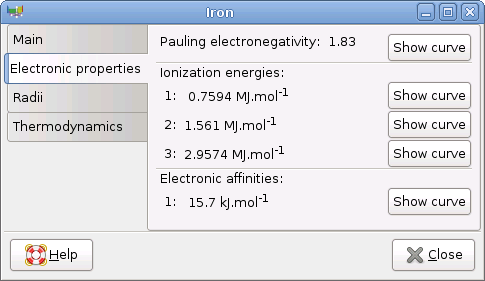 Iron
Main
Electronic properties
Radii
Thermodynamics
Pauling electronegativity: 1.83 Show curve
Ionization energies:
1: 0.7594 MJ.mol⁻¹ Show curve
2: 1.561 MJ.mol⁻¹ Show curve
3: 2.9574 MJ.mol⁻¹ Show curve
Electronic affinities:
1: 15.7 kJ.mol⁻¹ Show curve
Help Close